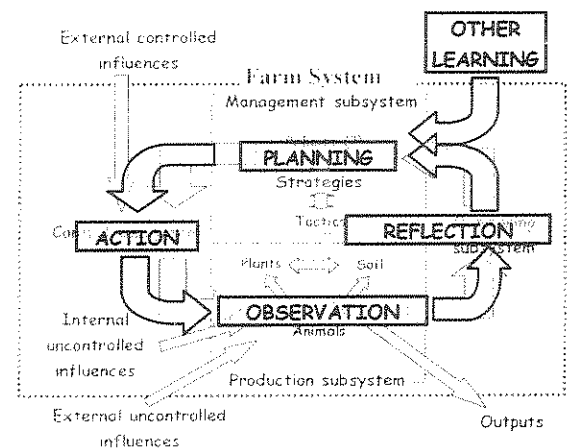 OTHER
LEARNING
External controlled
influences
Farm System
Management subsystem
PLANNING
Strategies
Tactics
ACTION
REFLECTION
subsystem
Plants
Soil
OBSERVATION
Animals
Internal
uncontrolled
influences
Production subsystem
External uncontrolled
influences
Outputs